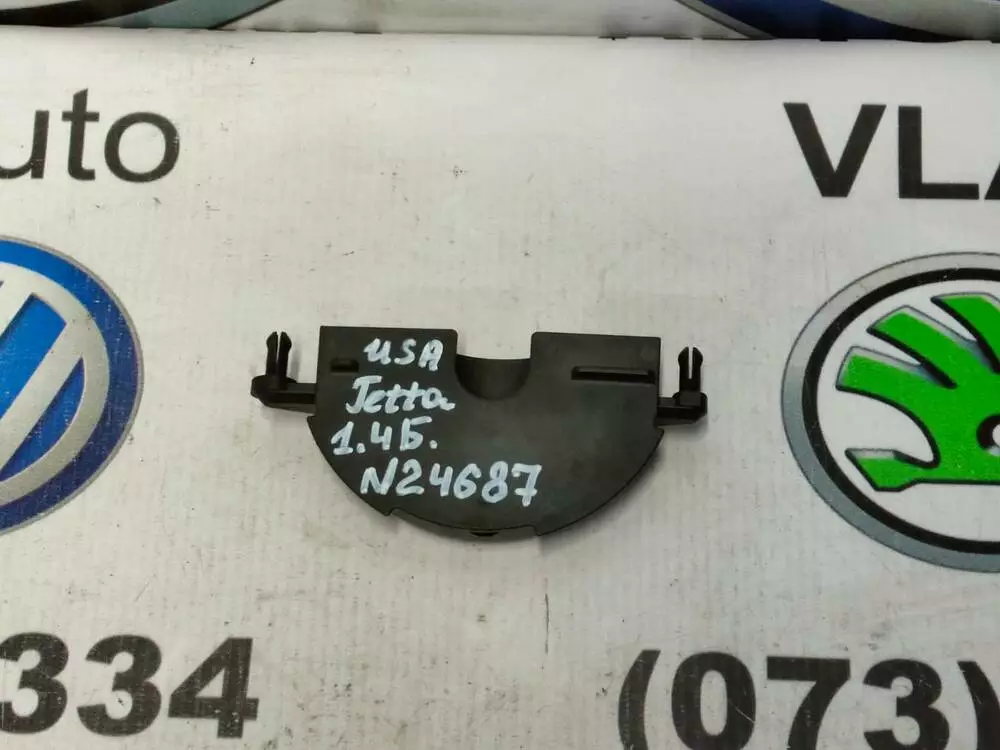 uto
VLA
USA
Jetta
1.4Б.
N24687
334
(073)